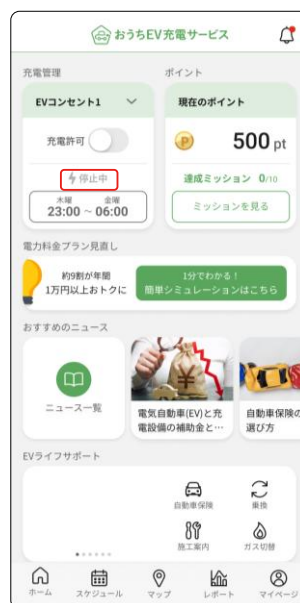 おうちEV充電サービス
充電管理
ポイント
EVコンセント1
現在のポイント
充電許可
P
500 pt
停止中
達成ミッション 0/10
木曜 金曜
23:00 ~ 06:00
ミッションを見る
電力料金プラン見直し
約9割が年間
1万円以上おトクに
1分でわかる!
簡単シミュレーションはこちら
おすすめのニュース
ニュース一覧
¥
電気自動車(EV)と充
電設備の補助金と…
自動車保険の
選び方
EVライフサポート
自動車保険
乗換
施工案内
ガス切替
ホーム
スケジュール
マップ
レポート
マイページ